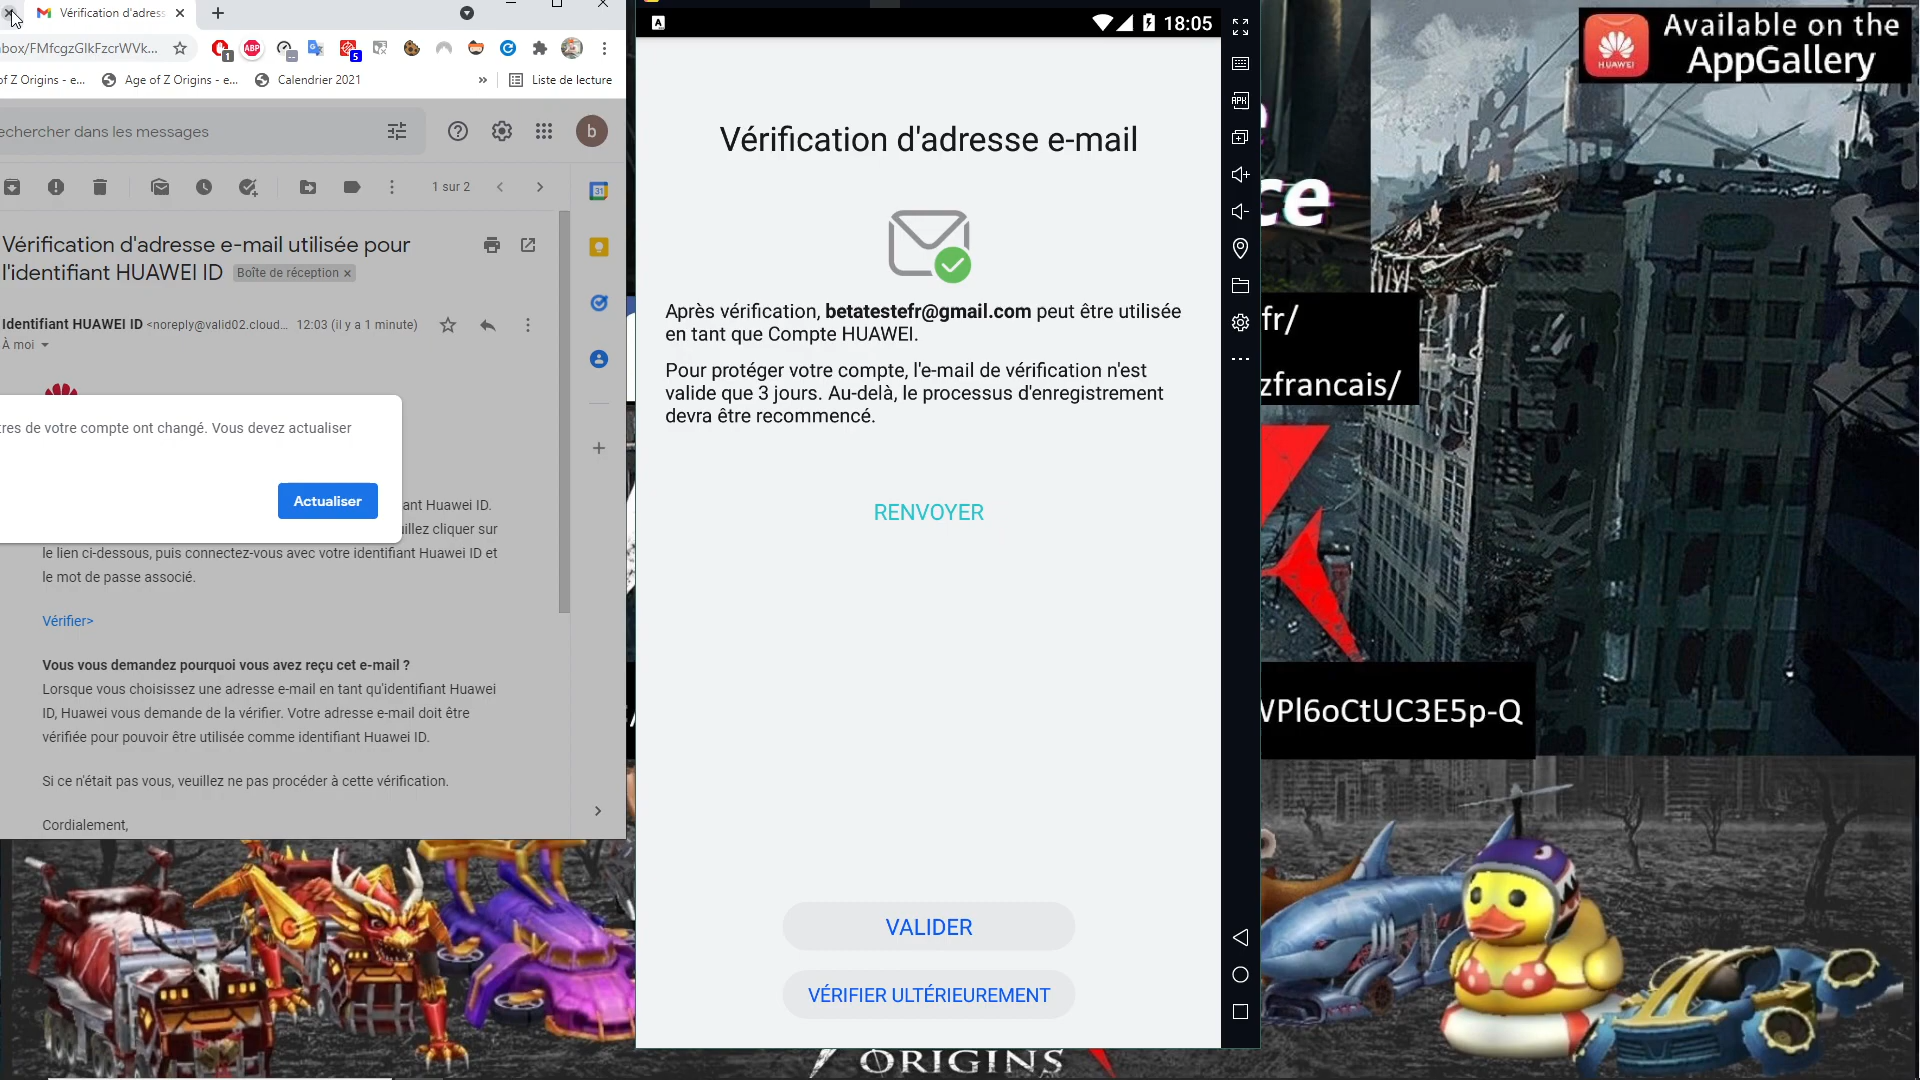 Vérification d'adress
box/FMfcgzGlkFzcrWVk...
ABP
1
5
of Z Origins - e...
Age of Z Origins - e...
Calendrier 2021
»
Liste de lecture
echercher dans les messages
b
1 sur 2
31
Vérification d'adresse e-mail utilisée pour
l'identifiant HUAWEI ID
Boîte de réception ×
Identifiant HUAWEI ID <noreply@valid02.cloud... 12:03 (il y a 1 minute)
À moi
tres de votre compte ont changé. Vous devez actualiser
Actualiser
ant Huawei ID.
illez cliquer sur
le lien ci-dessous, puis connectez-vous avec votre identifiant Huawei ID et
le mot de passe associé.
Vérifier>
Vous vous demandez pourquoi vous avez reçu cet e-mail ?
Lorsque vous choisissez une adresse e-mail en tant qu'identifiant Huawei
ID, Huawei vous demande de la vérifier. Votre adresse e-mail doit être
vérifiée pour pouvoir être utilisée comme identifiant Huawei ID.
Si ce n'était pas vous, veuillez ne pas procéder à cette vérification.
Cordialement,
A
18:05
Vérification d'adresse e-mail
Après vérification, betatestefr@gmail.com peut être utilisée
en tant que Compte HUAWEI.
Pour protéger votre compte, l'e-mail de vérification n'est
valide que 3 jours. Au-delà, le processus d'enregistrement
devra être recommencé.
RENVOYER
VALIDER
VÉRIFIER ULTÉRIEUREMENT
APK
HUAWEI
Available on the
AppGallery
ce
fr/
zfrancais/
VPl6oCtUC3E5p-Q
ORIGINS